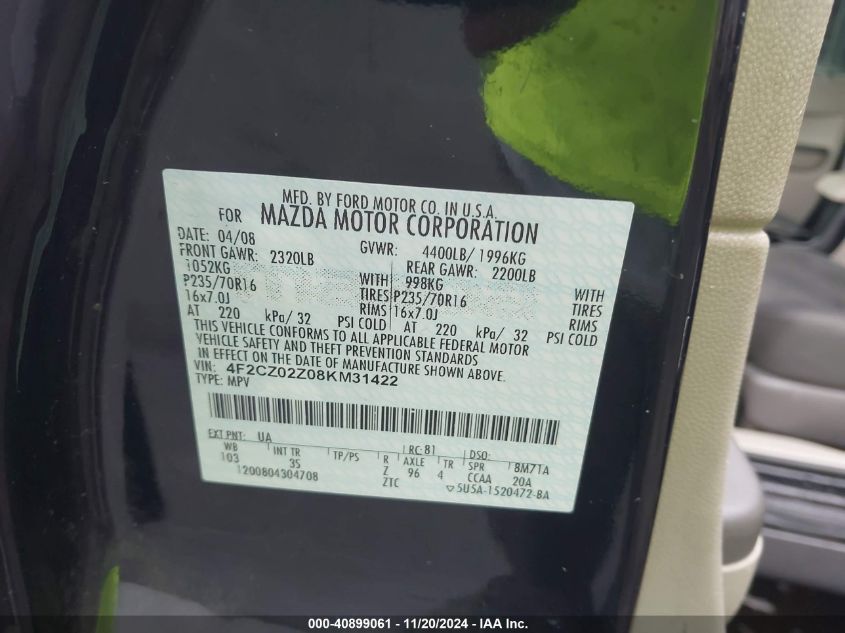 MFD. BY FORD MOTOR CO. IN U.S.A.
FOR MAZDA MOTOR CORPORATION
DATE: 04/08 GVWR: 4400LB/ 1996KG
FRONT GAWR: 2320LB REAR GAWR: 2200LB
1052KG WITH 998KG WITH
P235/70R16 TIRES P235/70R16 TIRES
16x7.0J RIMS 16x7.0J RIMS
AT 220 kPa/ 32 PSI COLD AT 220 kPa/ 32 PSI COLD
THIS VEHICLE CONFORMS TO ALL APPLICABLE FEDERAL MOTOR
VEHICLE SAFETY AND THEFT PREVENTION STANDARDS
IN EFFECT ON THE DATE OF MANUFACTURE SHOWN ABOVE.
VIN: 4F2CZ02Z08KM31422
TYPE: MPV
EXT PNT: UA RC: 81 DSO:
WB INT TR TP/PS R AXLE TR SPR 8M7TA
103 35 Z 96 4 CCAA 20A
1200804304708 ZTC 5U5A-1520472-BA
000-40899061 - 11/20/2024 - IAA Inc.